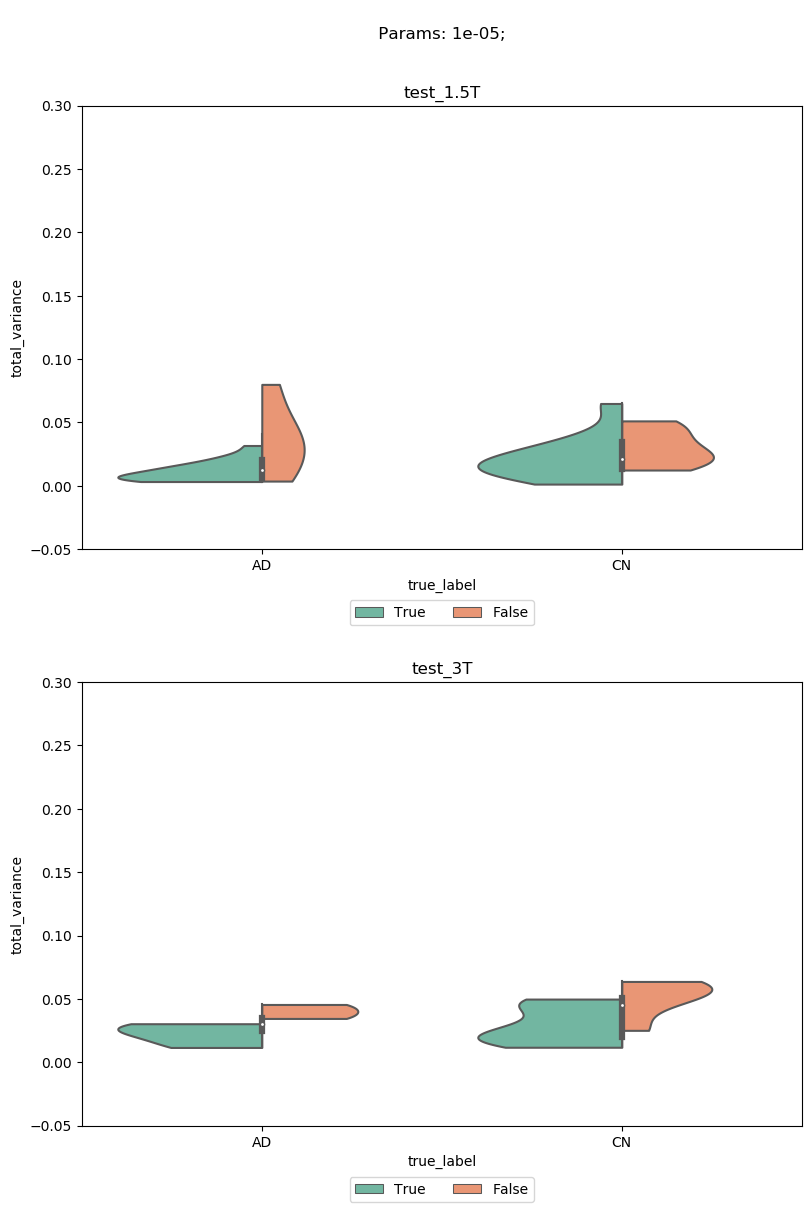 Params: 1e-05;
test_1.5T
0.30
0.25
0.20
0.15
0.10
0.05
0.00
−0.05
total_variance
AD CN
true_label
True False
test_3T
0.30
0.25
0.20
0.15
0.10
0.05
0.00
−0.05
total_variance
AD CN
true_label
True False